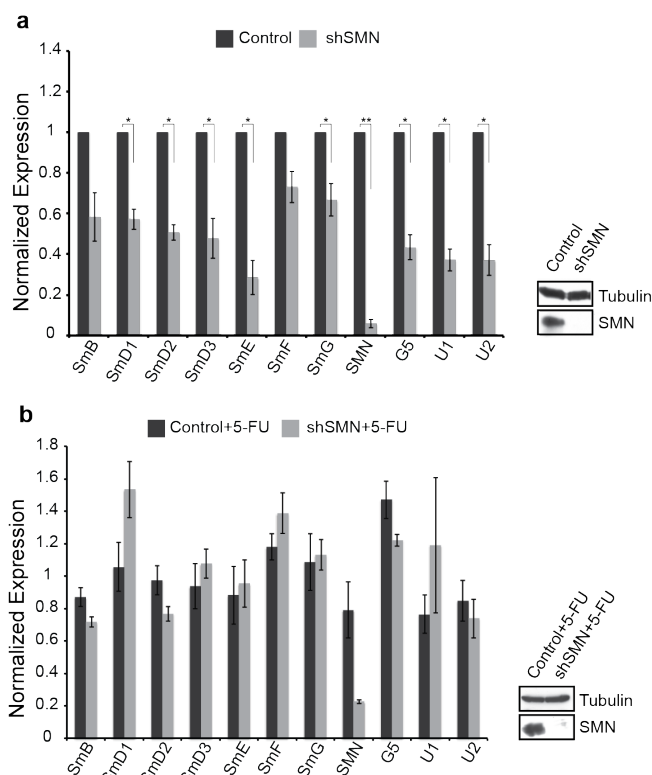 a
Control shSMN
Normalized Expression
1.4
1.2
1
0.8
0.6
0.4
0.2
0
* * * * * ** * * *
SmB SmD1 SmD2 SmD3 SmE SmF SmG SMN G5 U1 U2
Control
shSMN
Tubulin
SMN
b
Control+5-FU shSMN+5-FU
Normalized Expression
1.8
1.6
1.4
1.2
1
0.8
0.6
0.4
0.2
0
SmB SmD1 SmD2 SmD3 SmE SmF SmG SMN G5 U1 U2
Control+5-FU
shSMN+5-FU
Tubulin
SMN